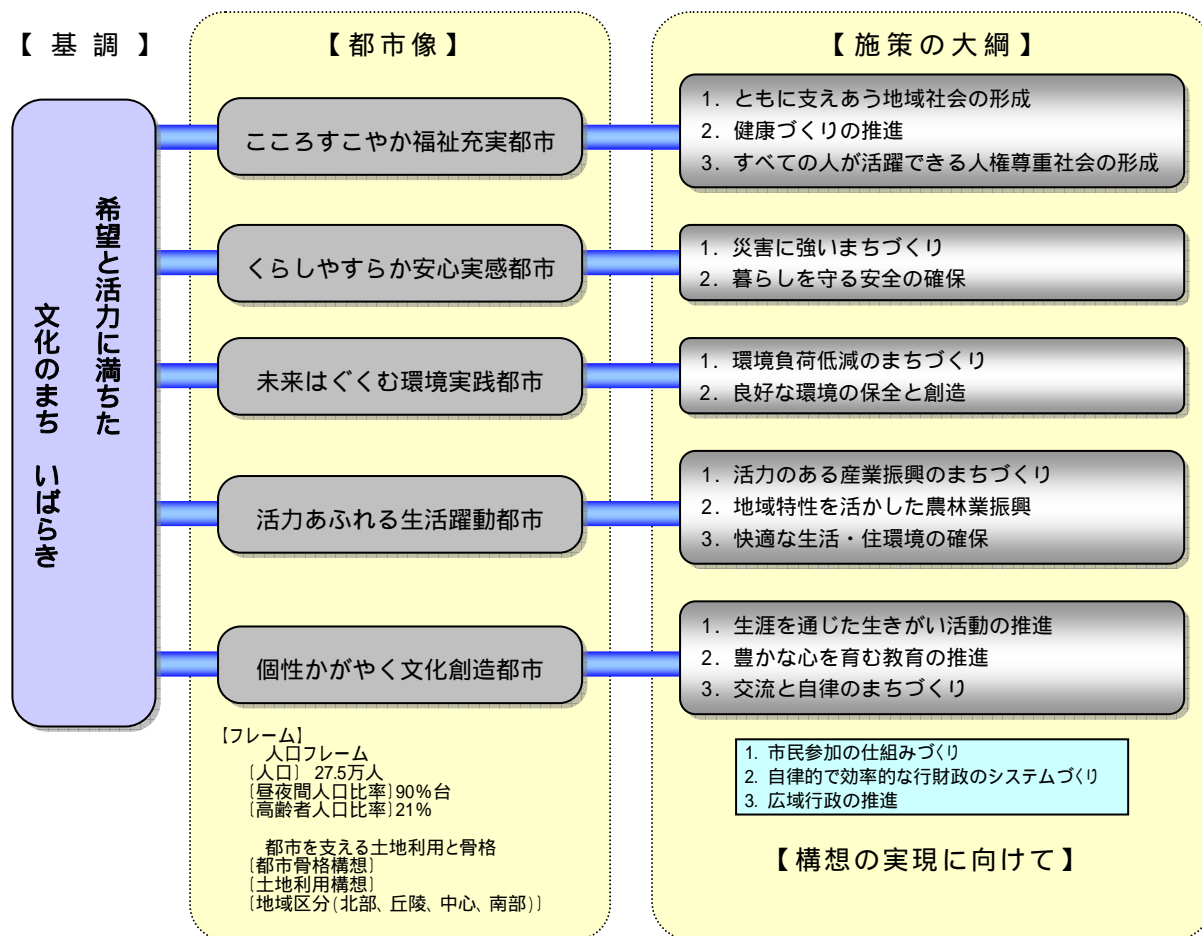 【基調】
【都市像】
【施策の大綱】
希望と活力に満ちた
文化のまち いばらき
こころすこやか福祉充実都市
1. ともに支えあう地域社会の形成
2. 健康づくりの推進
3. すべての人が活躍できる人権尊重社会の形成
くらしやすらか安心実感都市
1. 災害に強いまちづくり
2. 暮らしを守る安全の確保
未来はぐくむ環境実践都市
1. 環境負荷低減のまちづくり
2. 良好な環境の保全と創造
活力あふれる生活躍動都市
1. 活力のある産業振興のまちづくり
2. 地域特性を活かした農林業振興
3. 快適な生活・住環境の確保
個性かがやく文化創造都市
1. 生涯を通じた生きがい活動の推進
2. 豊かな心を育む教育の推進
3. 交流と自律のまちづくり
[フレーム]
人口フレーム
[人口] 27.5万人
[昼夜間人口比率]90%台
[高齢者人口比率]21%
都市を支える土地利用と骨格
[都市骨格構想]
[土地利用構想]
[地域区分(北部、丘陵、中心、南部)]
1. 市民参加の仕組みづくり
2. 自律的で効率的な行財政のシステムづくり
3. 広域行政の推進
【構想の実現に向けて】